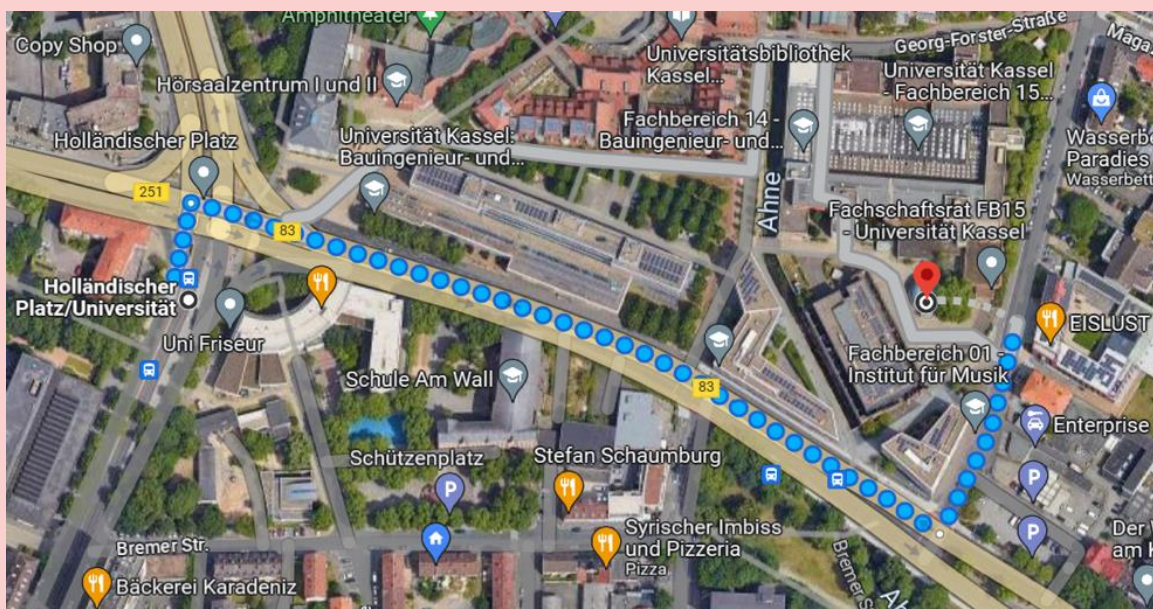 Amphitheater
Georg-Forster-Straße
Copy Shop
Universitätsbibliothek
Kassel...
Universität Kassel
- Fachbereich 15...
Hörsaalzentrum I und II
Fachbereich 14 -
Bauingenieur- und...
Holländischer Platz
Universität Kassel:
Bauingenieur- und...
Paradies
Wasserbett
251
Ahne
83
Fachschaftsrat FB15
- Universität Kassel
Holländischer
Platz/Universität
EISLUST
Uni Friseur
Fachbereich 01 -
Institut für Musik
Schule Am Wall
83
Enterprise
Schützenplatz
P
Stefan Schaumburg
P
Syrischer Imbiss
und Pizzeria
Pizza
P
Der
am
Bremer Str.
Bäckerei Karadeniz